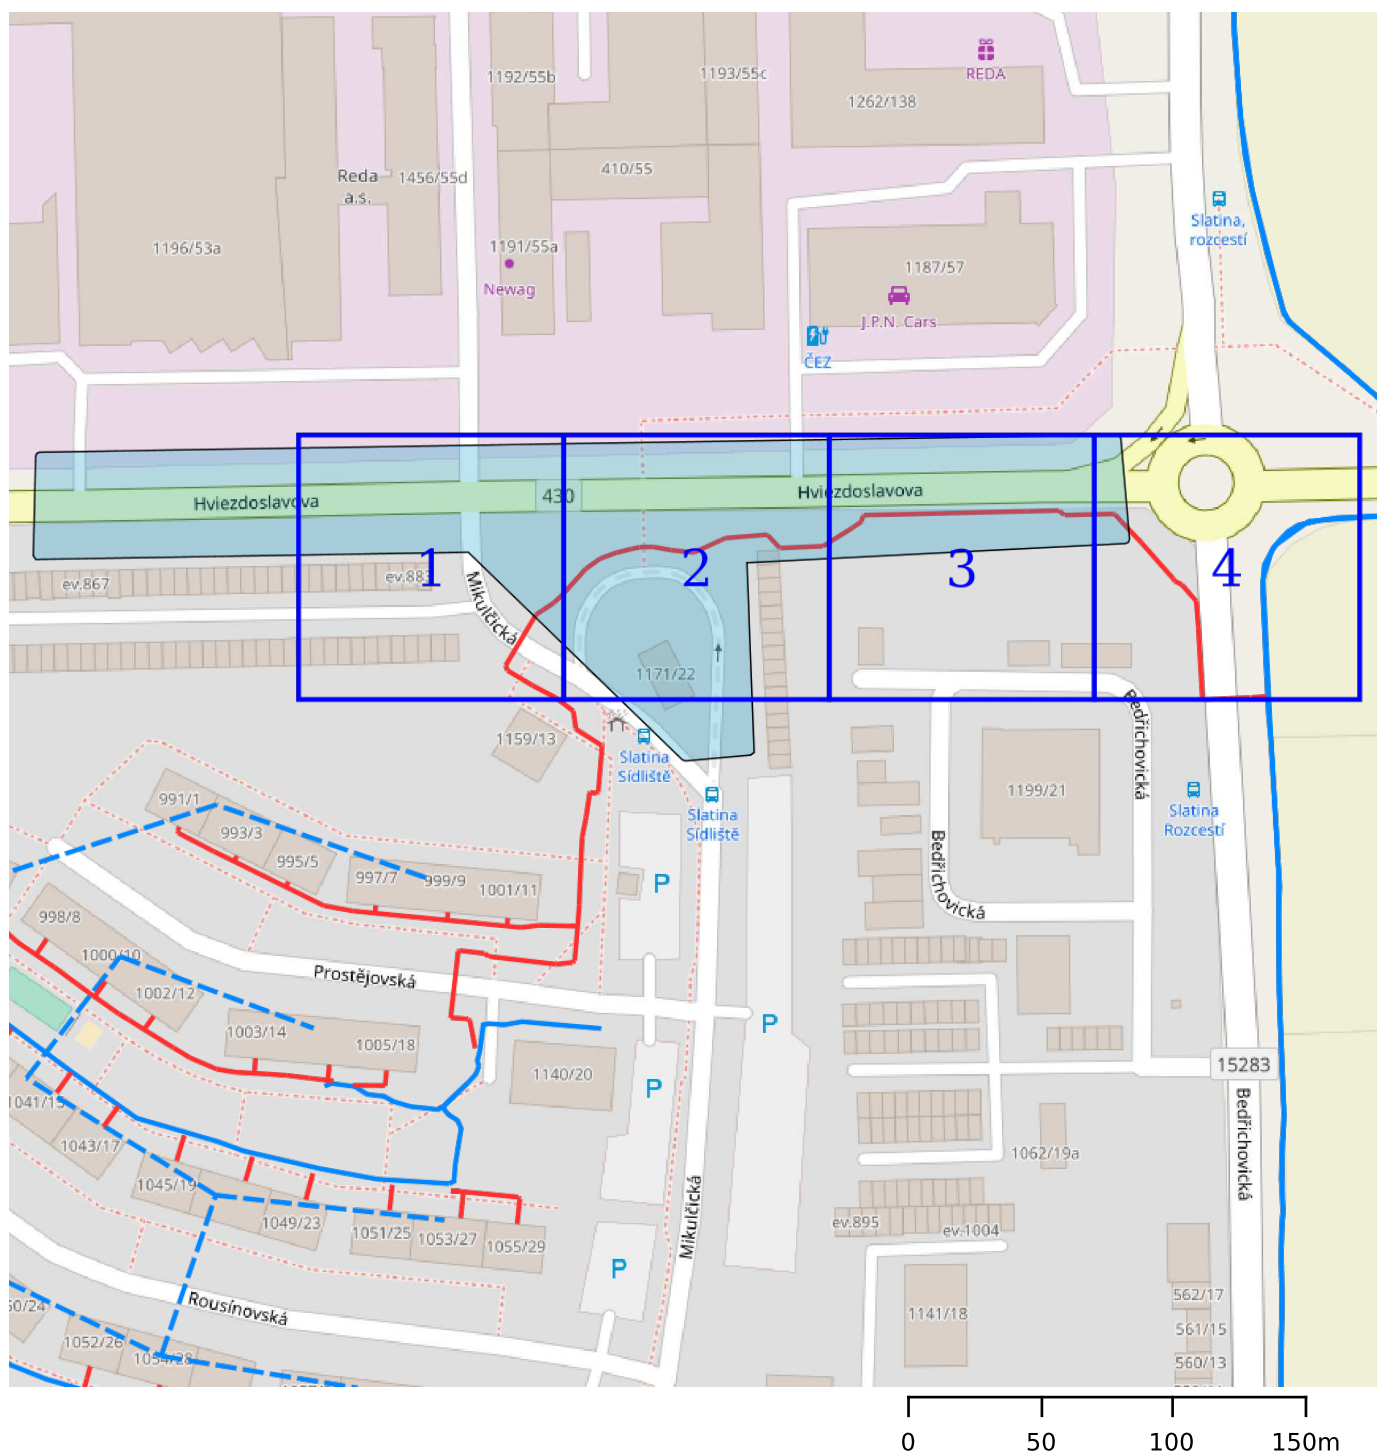 REDA
1192/55b
1193/55c
1262/138
410/55
Reda
a.s.
1456/55d
Slatina,
rozcestí
1196/53a
1191/55a
1187/57
Newag
J.P.N. Cars
ČEZ
Hviezdoslavova
430
Hviezdoslavova
ev.867
ev.883
1
2
3
4
Mikulčická
1171/22
1159/13
Slatina
Sídliště
Bedřichovická
1199/21
Slatina
Rozcestí
991/1
993/3
995/5
997/7
999/9
1001/11
Slatina
Sídliště
P
Bedřichovická
998/8
1000/10
1002/12
1003/14
1005/18
Prostějovská
P
1140/20
P
15283
1041/15
1043/17
1045/19
1049/23
1051/25
1053/27
1055/29
Mikulčická
1062/19a
Bedřichovická
ev.895
ev.1004
P
Rousínovská
1141/18
562/17
561/15
560/13
1052/26
1054/28
0 50 100 150m